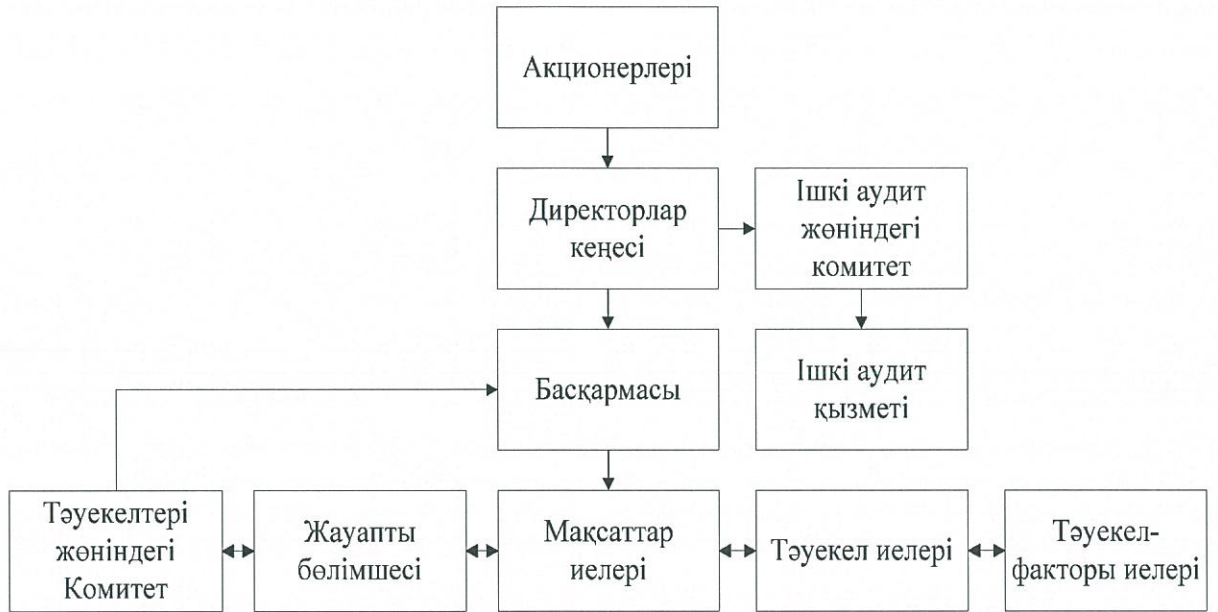 Акционерлері
Директорлар
кеңесі
Ішкі аудит
жөніндегі
комитет
Басқармасы
Ішкі аудит
қызметі
Тәуекелтері
жөніндегі
Комитет
Жауапты
бөлімшесі
Мақсаттар
иелері
Тәуекел иелері
Тәуекел-
факторы иелері